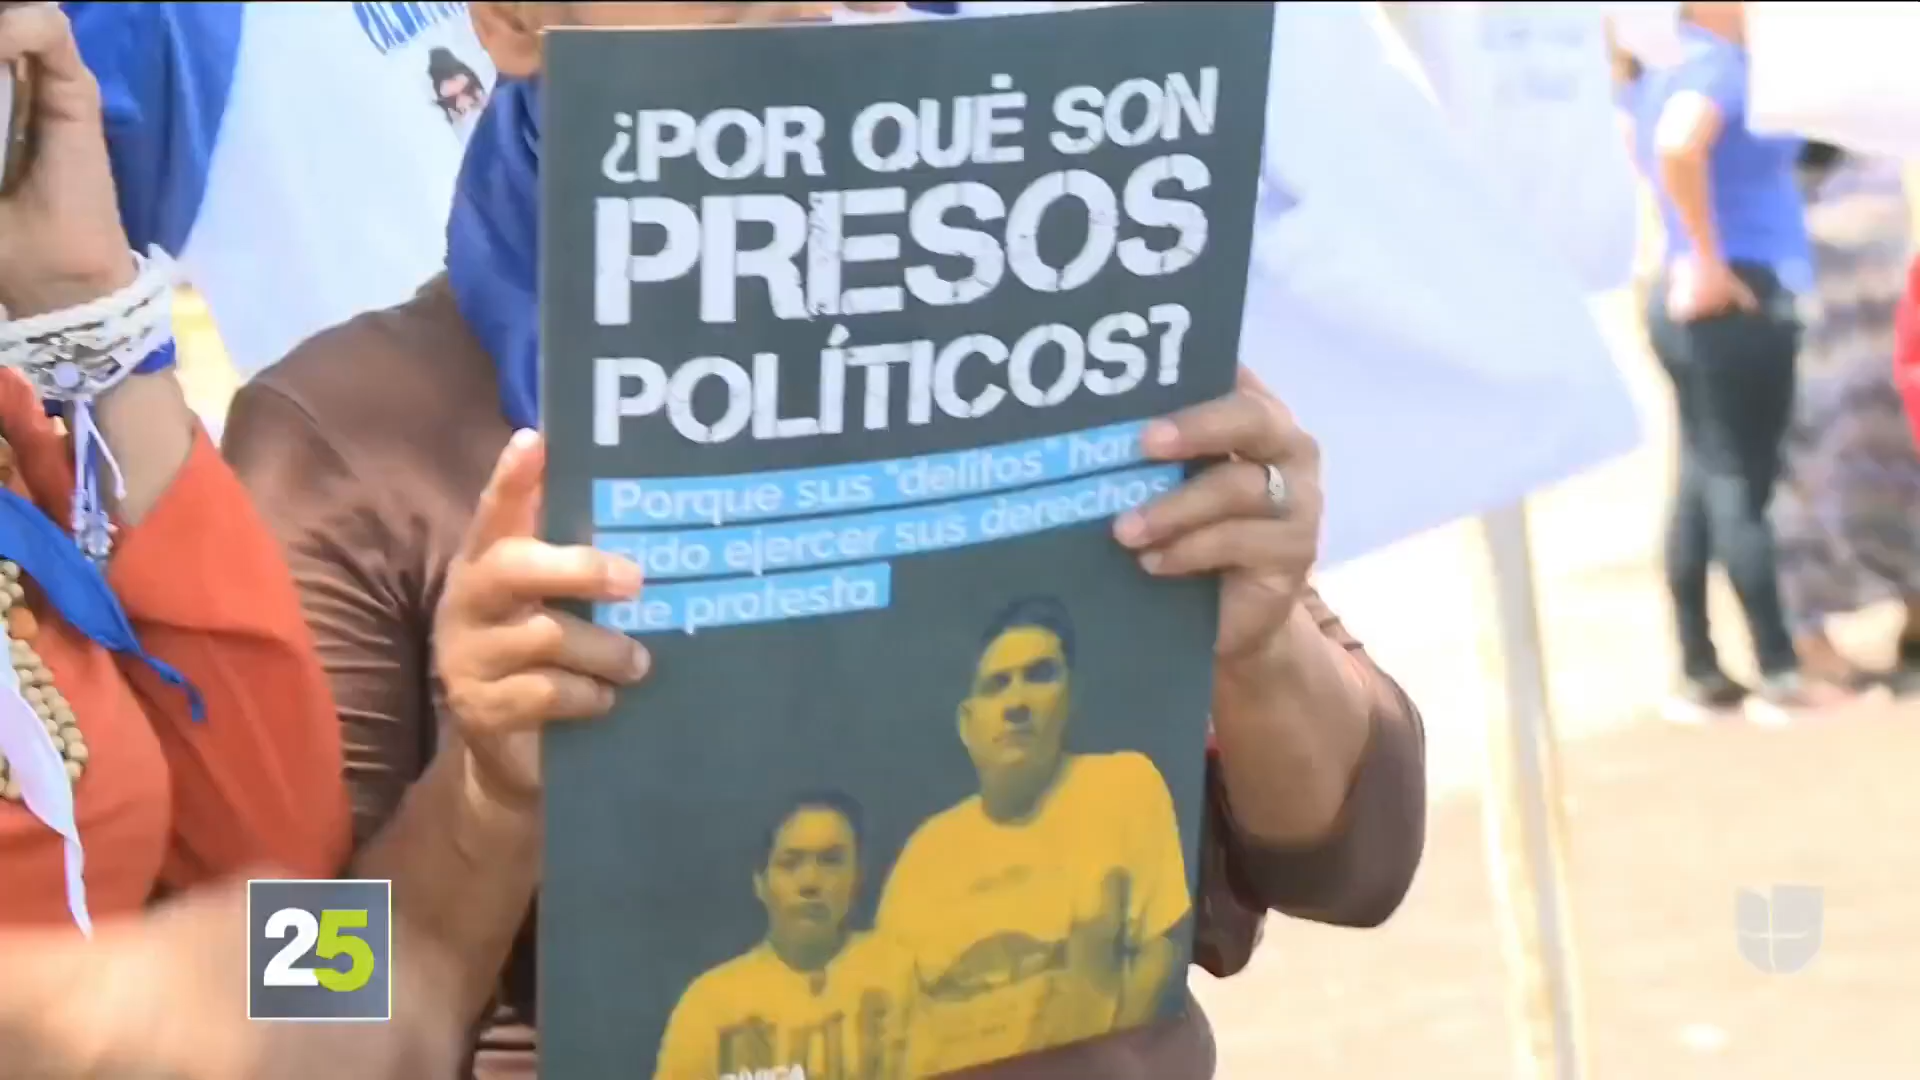 ¿POR QUÉ SON
PRESOS
POLÍTICOS?
Porque sus "delitos" han
sido ejercer sus derechos
de protesta
25